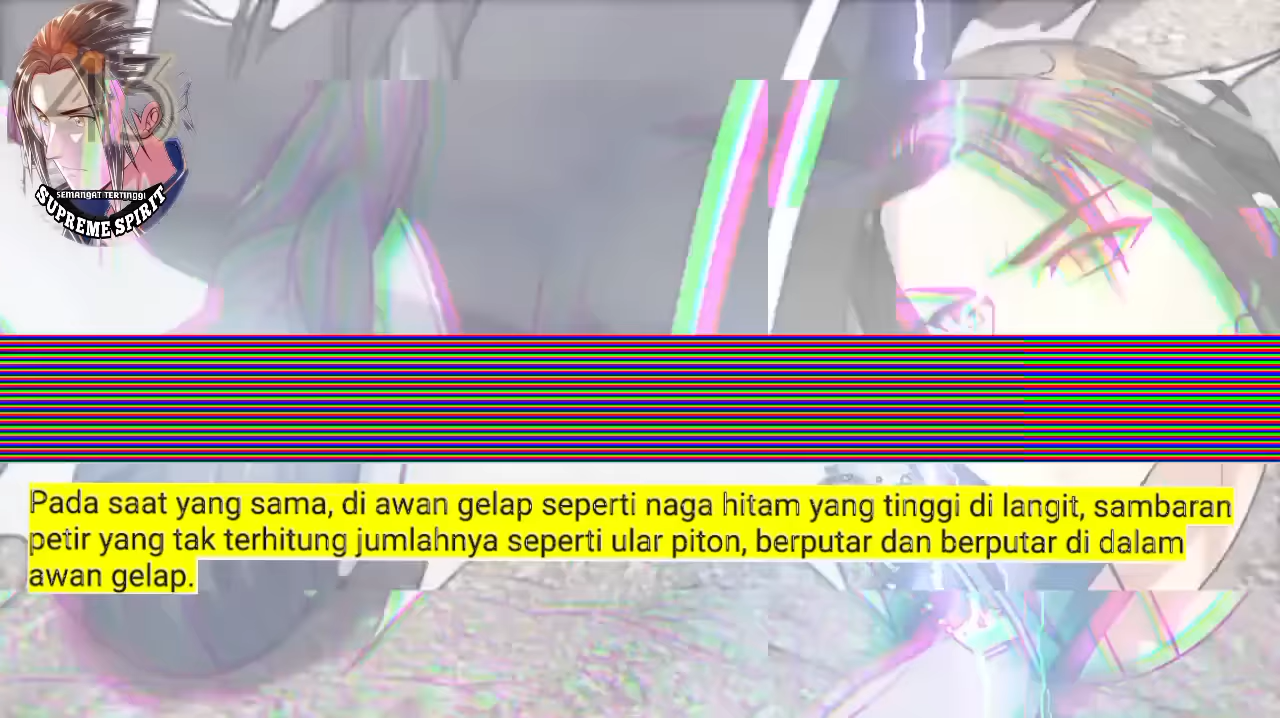 43
SEMANGAT TERTINGGI
SUPREME SPIRIT
Pada saat yang sama, di awan gelap seperti naga hitam yang tinggi di langit, sambaran
petir yang tak terhitung jumlahnya seperti ular piton, berputar dan berputar di dalam
awan gelap.